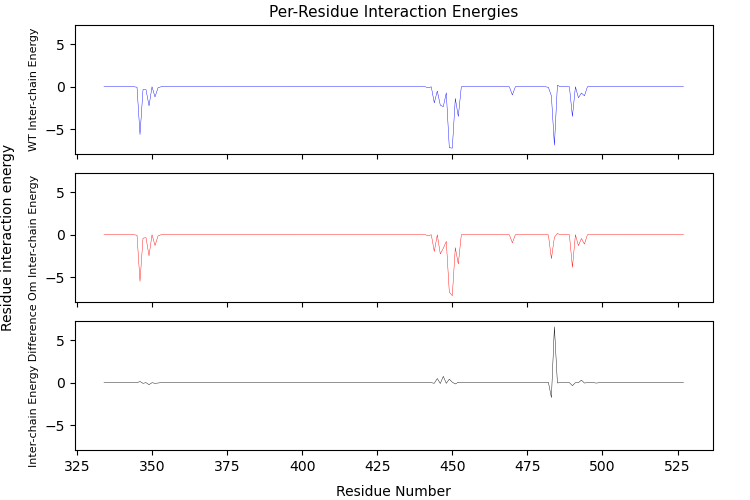 Per-Residue Interaction Energies
Residue interaction energy
WT Inter-chain Energy
5
0
−5
Om Inter-chain Energy
5
0
−5
Inter-chain Energy Difference
5
0
−5
325 350 375 400 425 450 475 500 525
Residue Number